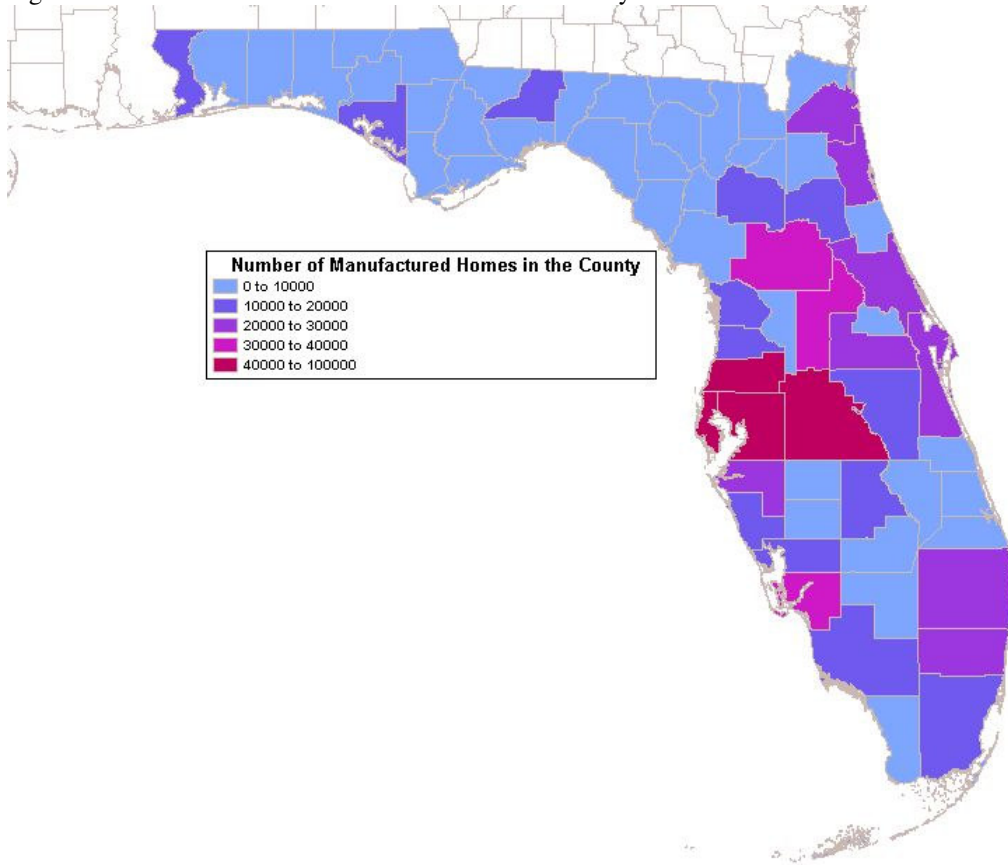 Number of Manufactured Homes in the County
0 to 10000
10000 to 20000
20000 to 30000
30000 to 40000
40000 to 100000